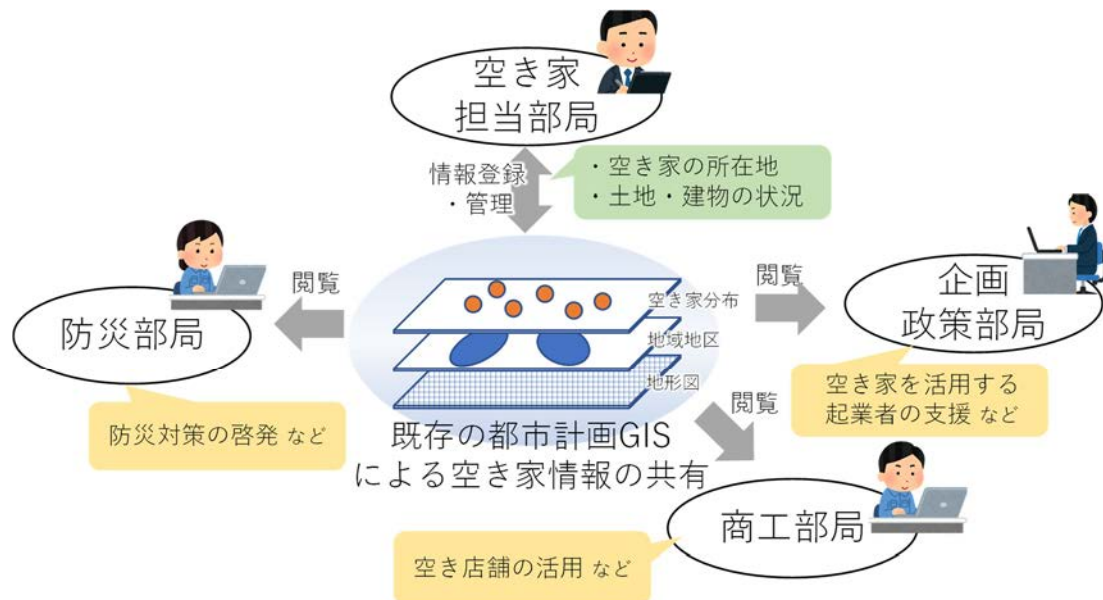 空き家
担当部局
情報登録
・管理
・空き家の所在地
・土地・建物の状況
防災部局
閲覧
防災対策の啓発 など
空き家分布
地域地区
地形図
既存の都市計画GIS
による空き家情報の共有
閲覧
企画
政策部局
空き家を活用する
起業者の支援 など
閲覧
商工部局
空き店舗の活用 など